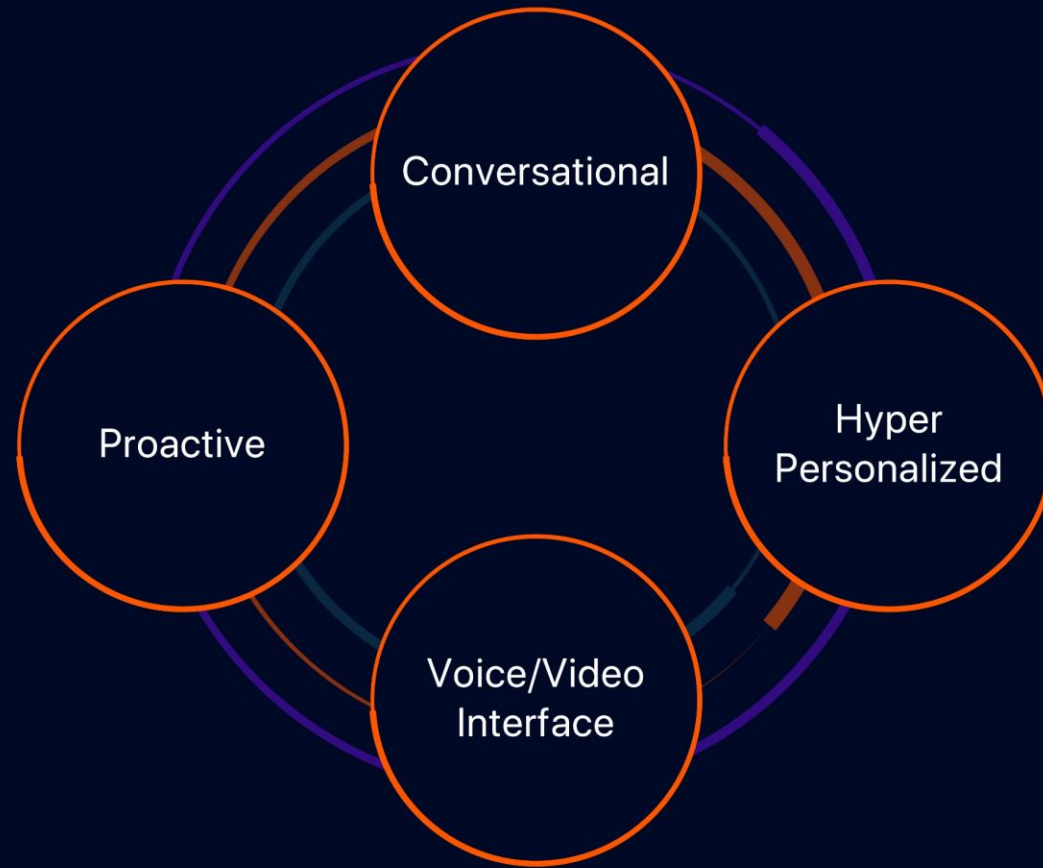 Conversational
Proactive
Hyper
Personalized
Voice/Video
Interface